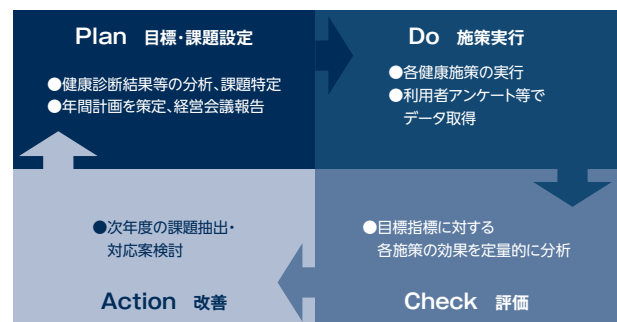 Plan 目標・課題設定
●健康診断結果等の分析、課題特定
●年間計画を策定、経営会議報告
Do 施策実行
●各健康施策の実行
●利用者アンケート等で
データ取得
●目標指標に対する
各施策の効果を定量的に分析
Check 評価
●次年度の課題抽出・
対応案検討
Action 改善